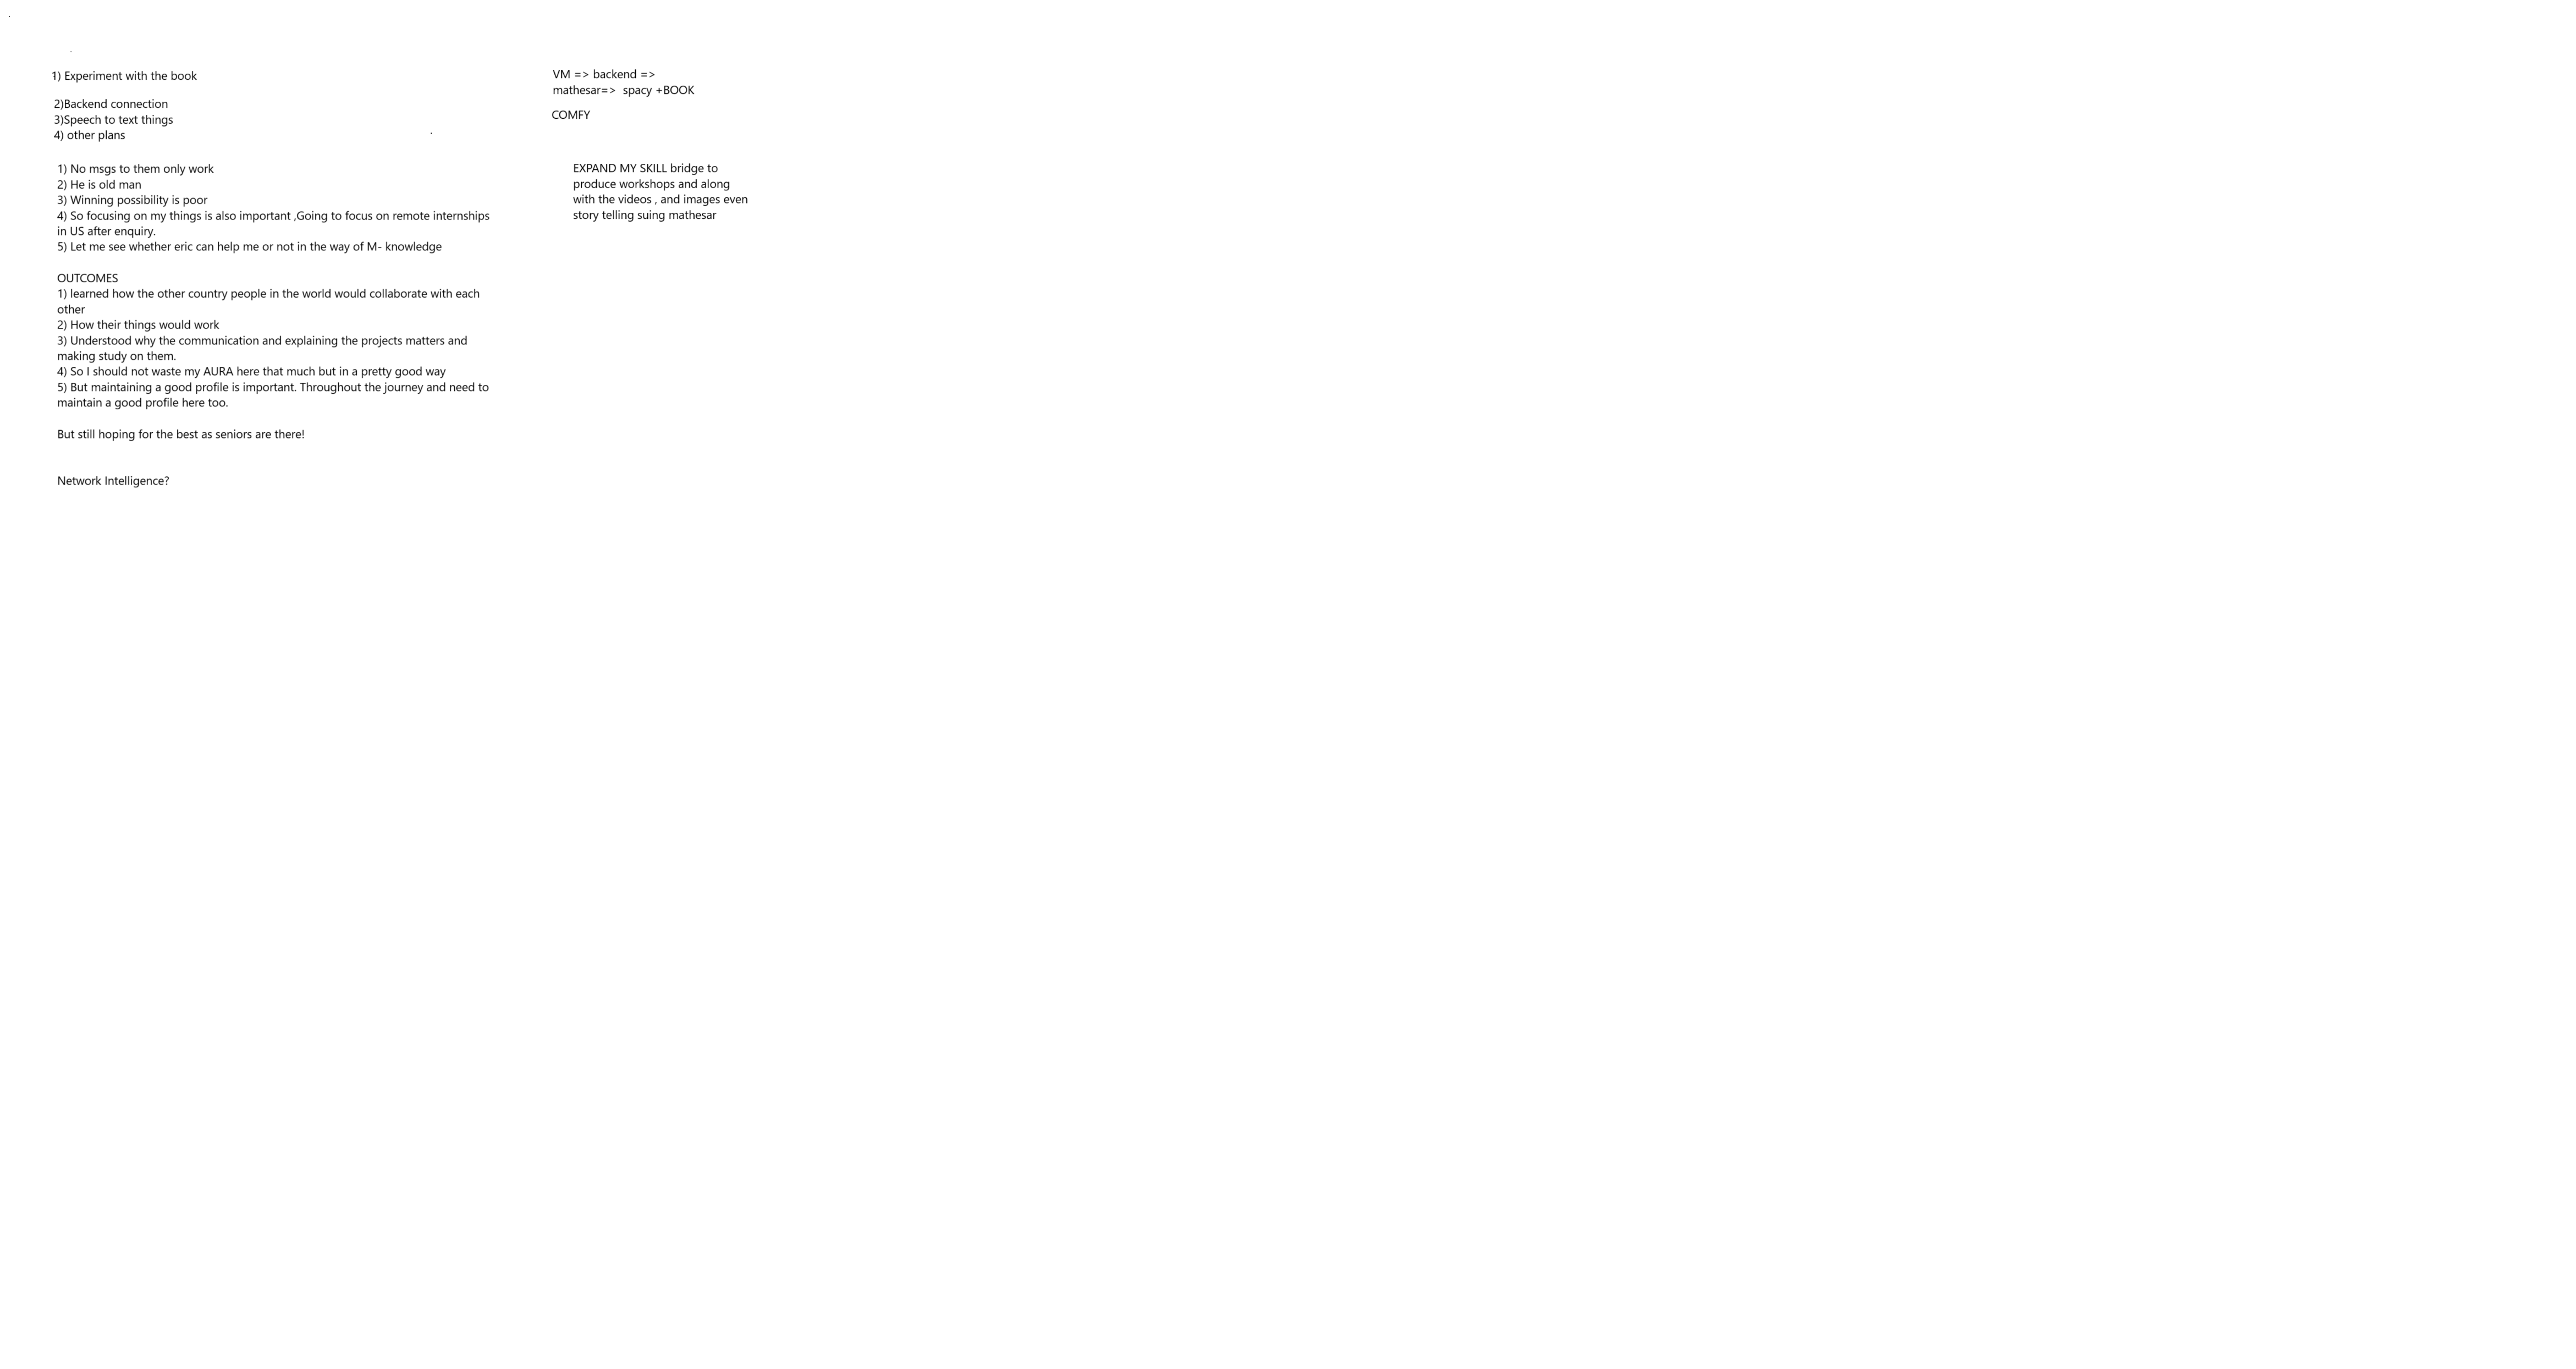 1) Experiment with the book
2)Backend connection
3)Speech to text things
4) other plans
1) No msgs to them only work
2) He is old man
3) Winning possibility is poor
4) So focusing on my things is also important ,Going to focus on remote internships
in US after enquiry.
5) Let me see whether eric can help me or not in the way of M- knowledge
OUTCOMES
1) learned how the other country people in the world would collaborate with each
other
2) How their things would work
3) Understood why the communication and explaining the projects matters and
making study on them.
4) So I should not waste my AURA here that much but in a pretty good way
5) But maintaining a good profile is important. Throughout the journey and need to
maintain a good profile here too.
But still hoping for the best as seniors are there!
Network Intelligence?
VM => backend =>
mathesar=>  spacy +BOOK
COMFY
EXPAND MY SKILL bridge to
produce workshops and along
with the videos , and images even
story telling suing mathesar